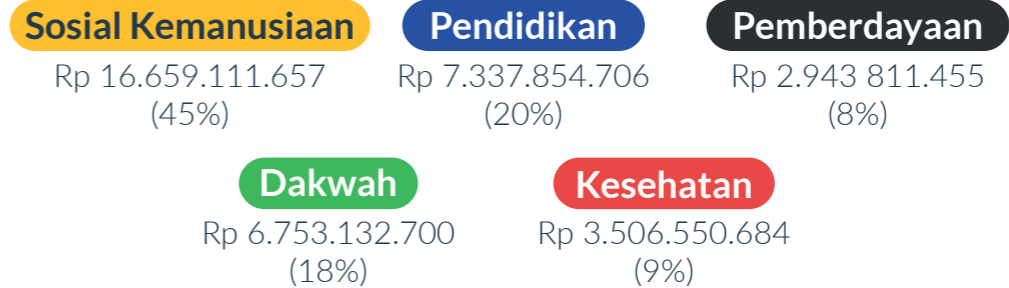 Sosial Kemanusiaan
Rp 16.659.111.657
(45%)
Pendidikan
Rp 7.337.854.706
(20%)
Pemberdayaan
Rp 2.943 811.455
(8%)
Dakwah
Rp 6.753.132.700
(18%)
Kesehatan
Rp 3.506.550.684
(9%)